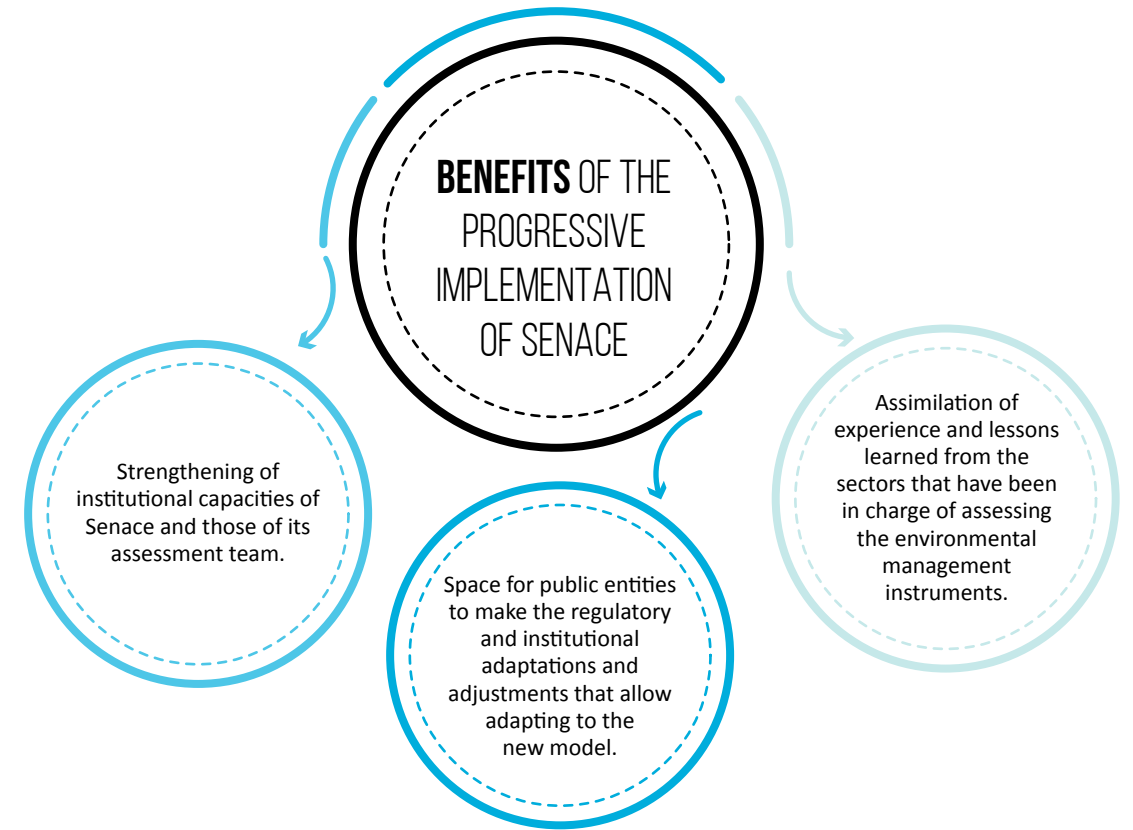 BENEFITS OF THE
PROGRESSIVE
IMPLEMENTATION
OF SENACE
Strengthening of
institutional capacities of
Senace and those of its
assessment team.
Space for public entities
to make the regulatory
and institutional
adaptations and
adjustments that allow
adapting to the
new model.
Assimilation of
experience and lessons
learned from the
sectors that have been
in charge of assessing
the environmental
management
instruments.